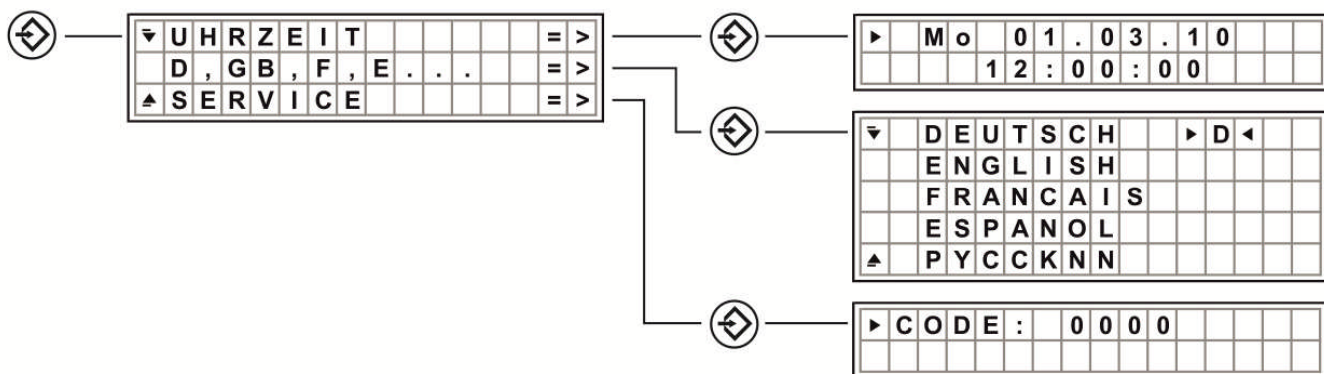 UHRZEIT =>
D,GB,F,E... =>
SERVICE =>
Mo 01.03.10
12:00:00
DEUTSCH ▶D◀
ENGLISH
FRANCAIS
ESPANOL
PYCCKNN
▶CODE: 0000